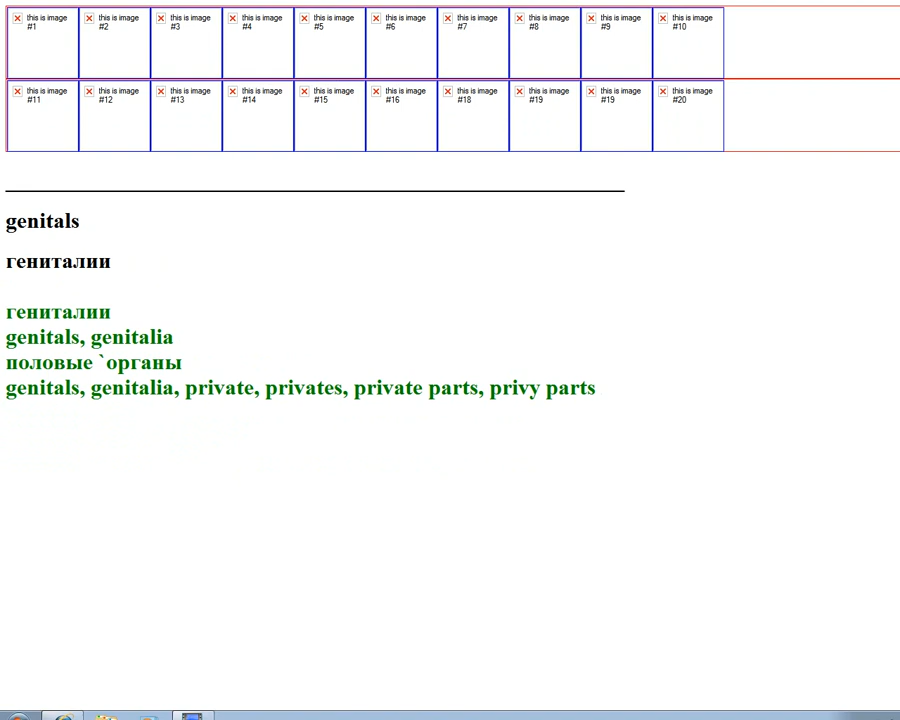 this is image #1 this is image #2 this is image #3 this is image #4 this is image #5 this is image #6 this is image #7 this is image #8 this is image #9 this is image #10
this is image #11 this is image #12 this is image #13 this is image #14 this is image #15 this is image #16 this is image #18 this is image #19 this is image #19 this is image #20
genitals
гениталии
гениталии
genitals, genitalia
половые `органы
genitals, genitalia, private, privates, private parts, privy parts